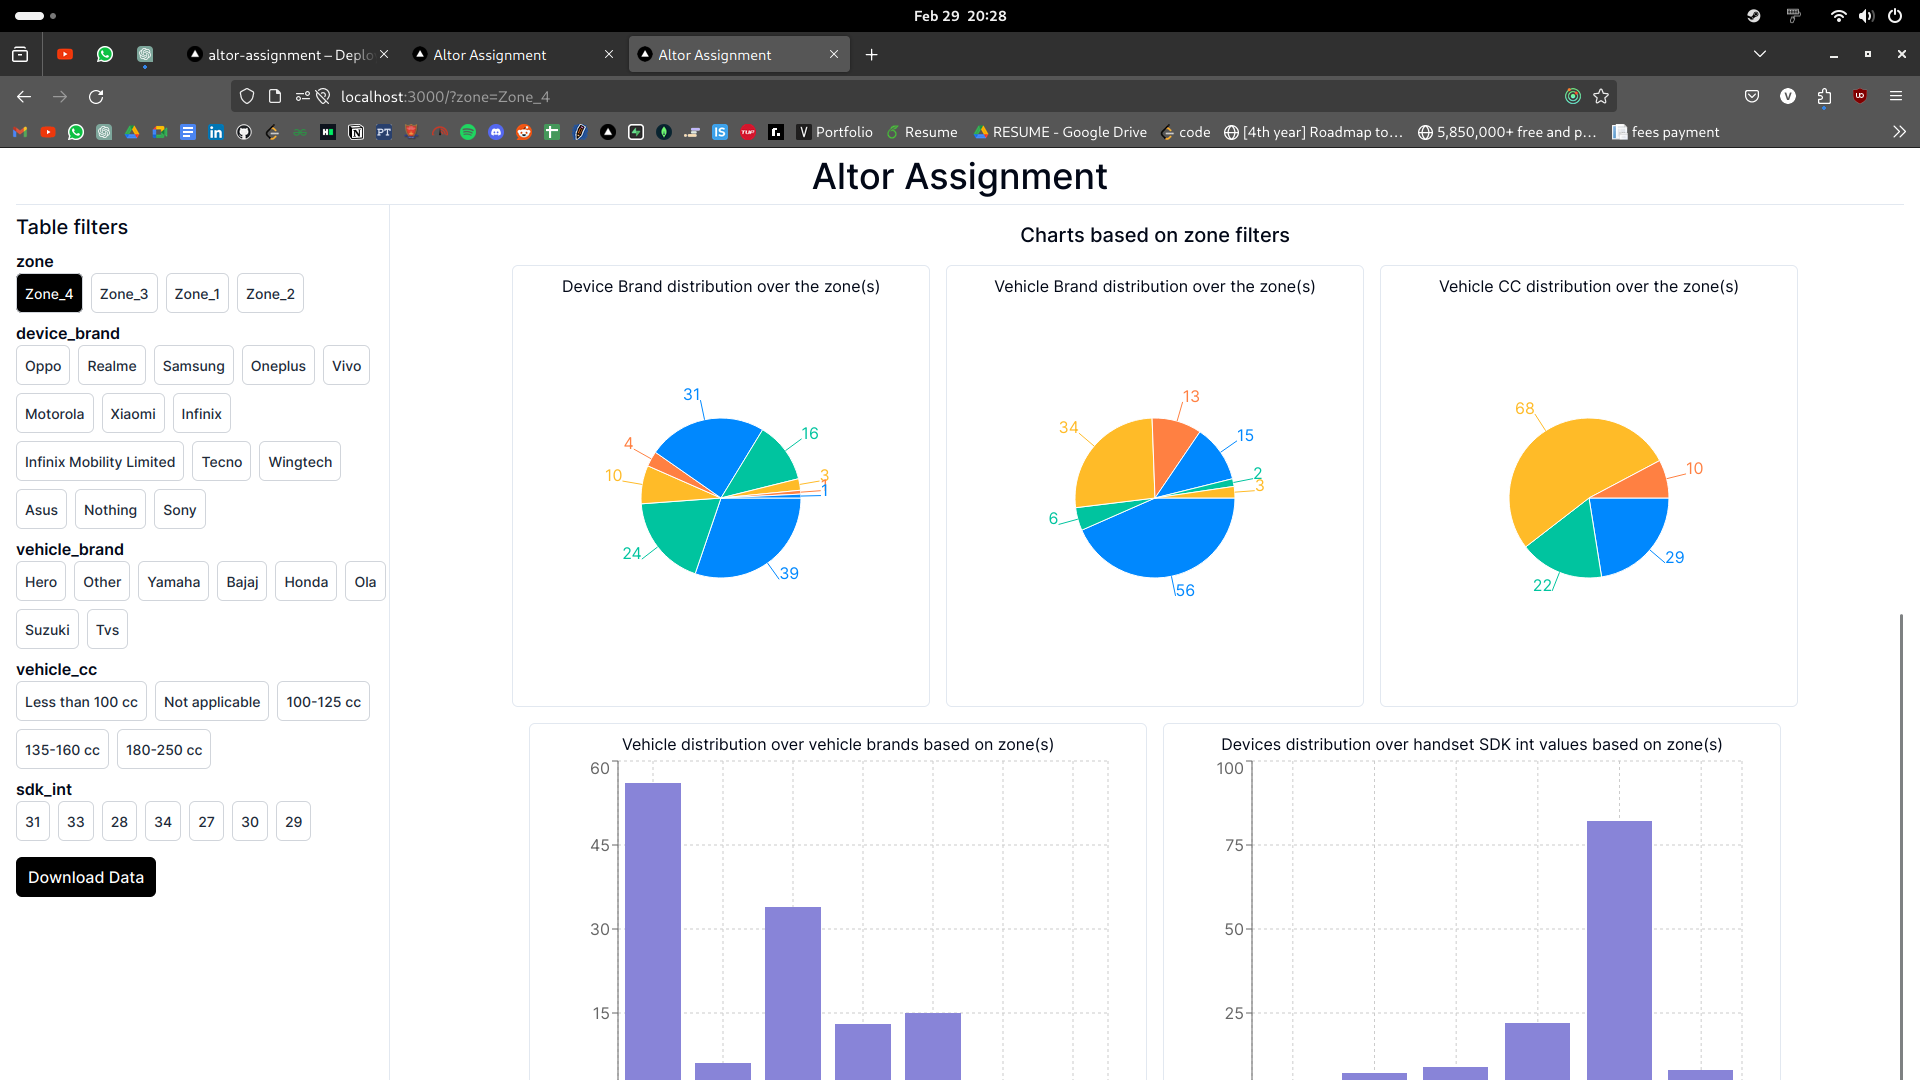 Feb 29 20:28
altor-assignment – Deplo
Altor Assignment
Altor Assignment
localhost:3000/?zone=Zone_4
Portfolio
Resume
RESUME - Google Drive
code
[4th year] Roadmap to...
5,850,000+ free and p...
fees payment
Altor Assignment
Table filters
zone
Zone_4 Zone_3 Zone_1 Zone_2
device_brand
Oppo Realme Samsung Oneplus Vivo
Motorola Xiaomi Infinix
Infinix Mobility Limited Tecno Wingtech
Asus Nothing Sony
vehicle_brand
Hero Other Yamaha Bajaj Honda Ola
Suzuki Tvs
vehicle_cc
Less than 100 cc Not applicable 100-125 cc
135-160 cc 180-250 cc
sdk_int
31 33 28 34 27 30 29
Download Data
Charts based on zone filters
Device Brand distribution over the zone(s)
31
16
4
10
3
1
24
39
Vehicle Brand distribution over the zone(s)
13
34
15
2
3
6
56
Vehicle CC distribution over the zone(s)
68
10
29
22
Vehicle distribution over vehicle brands based on zone(s)
60
45
30
15
Devices distribution over handset SDK int values based on zone(s)
100
75
50
25